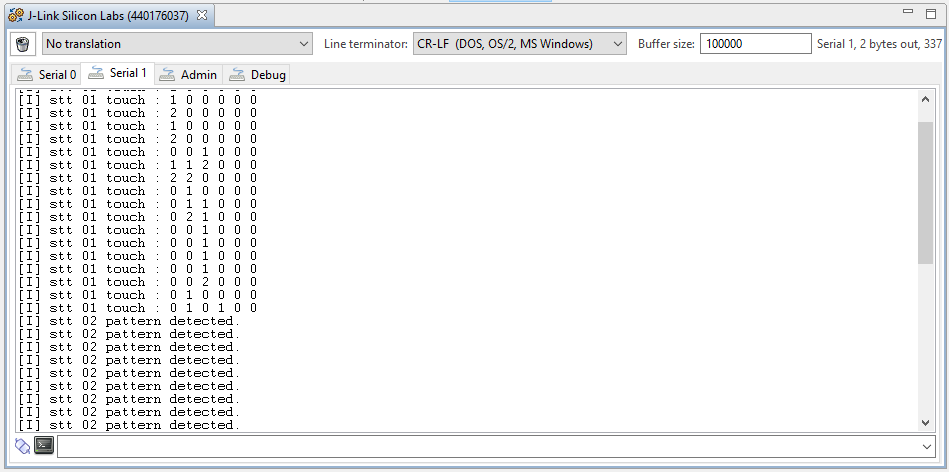 J-Link Silicon Labs (440176037)
No translation Line terminator: CR-LF (DOS, OS/2, MS Windows) Buffer size: 100000 Serial 1, 2 bytes out, 337
Serial 0 Serial 1 Admin Debug
[I] stt 01 touch : 1 0 0 0 0 0
[I] stt 01 touch : 2 0 0 0 0 0
[I] stt 01 touch : 1 0 0 0 0 0
[I] stt 01 touch : 2 0 0 0 0 0
[I] stt 01 touch : 0 0 1 0 0 0
[I] stt 01 touch : 1 1 2 0 0 0
[I] stt 01 touch : 2 2 0 0 0 0
[I] stt 01 touch : 0 1 0 0 0 0
[I] stt 01 touch : 0 1 1 0 0 0
[I] stt 01 touch : 0 2 1 0 0 0
[I] stt 01 touch : 0 0 1 0 0 0
[I] stt 01 touch : 0 0 1 0 0 0
[I] stt 01 touch : 0 0 1 0 0 0
[I] stt 01 touch : 0 0 1 0 0 0
[I] stt 01 touch : 0 0 2 0 0 0
[I] stt 01 touch : 0 1 0 0 0 0
[I] stt 01 touch : 0 1 0 1 0 0
[I] stt 02 pattern detected.
[I] stt 02 pattern detected.
[I] stt 02 pattern detected.
[I] stt 02 pattern detected.
[I] stt 02 pattern detected.
[I] stt 02 pattern detected.
[I] stt 02 pattern detected.
[I] stt 02 pattern detected.
[I] stt 02 pattern detected.